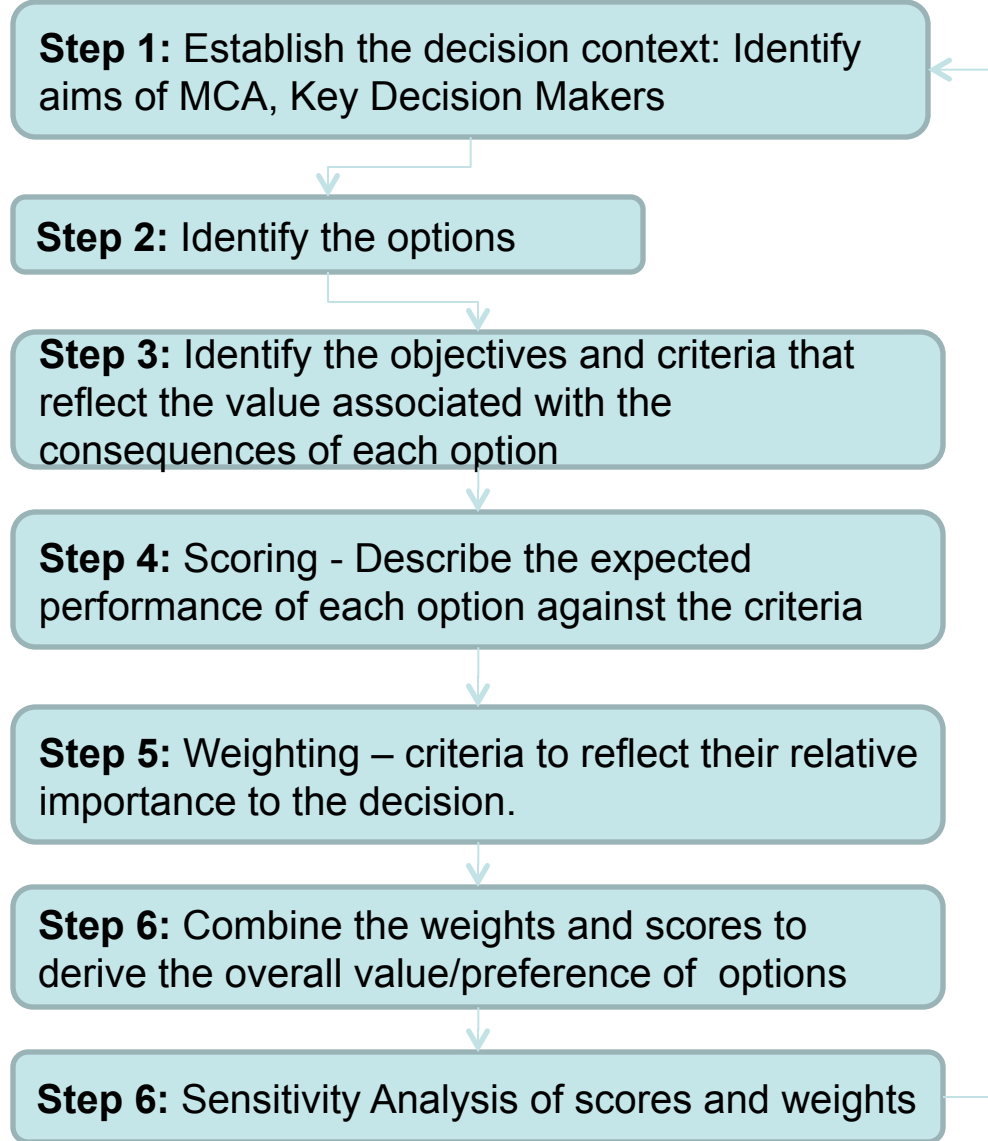 Step 1: Establish the decision context: Identify
aims of MCA, Key Decision Makers
Step 2: Identify the options
Step 3: Identify the objectives and criteria that
reflect the value associated with the
consequences of each option
Step 4: Scoring - Describe the expected
performance of each option against the criteria
Step 5: Weighting – criteria to reflect their relative
importance to the decision.
Step 6: Combine the weights and scores to
derive the overall value/preference of  options
Step 6: Sensitivity Analysis of scores and weights